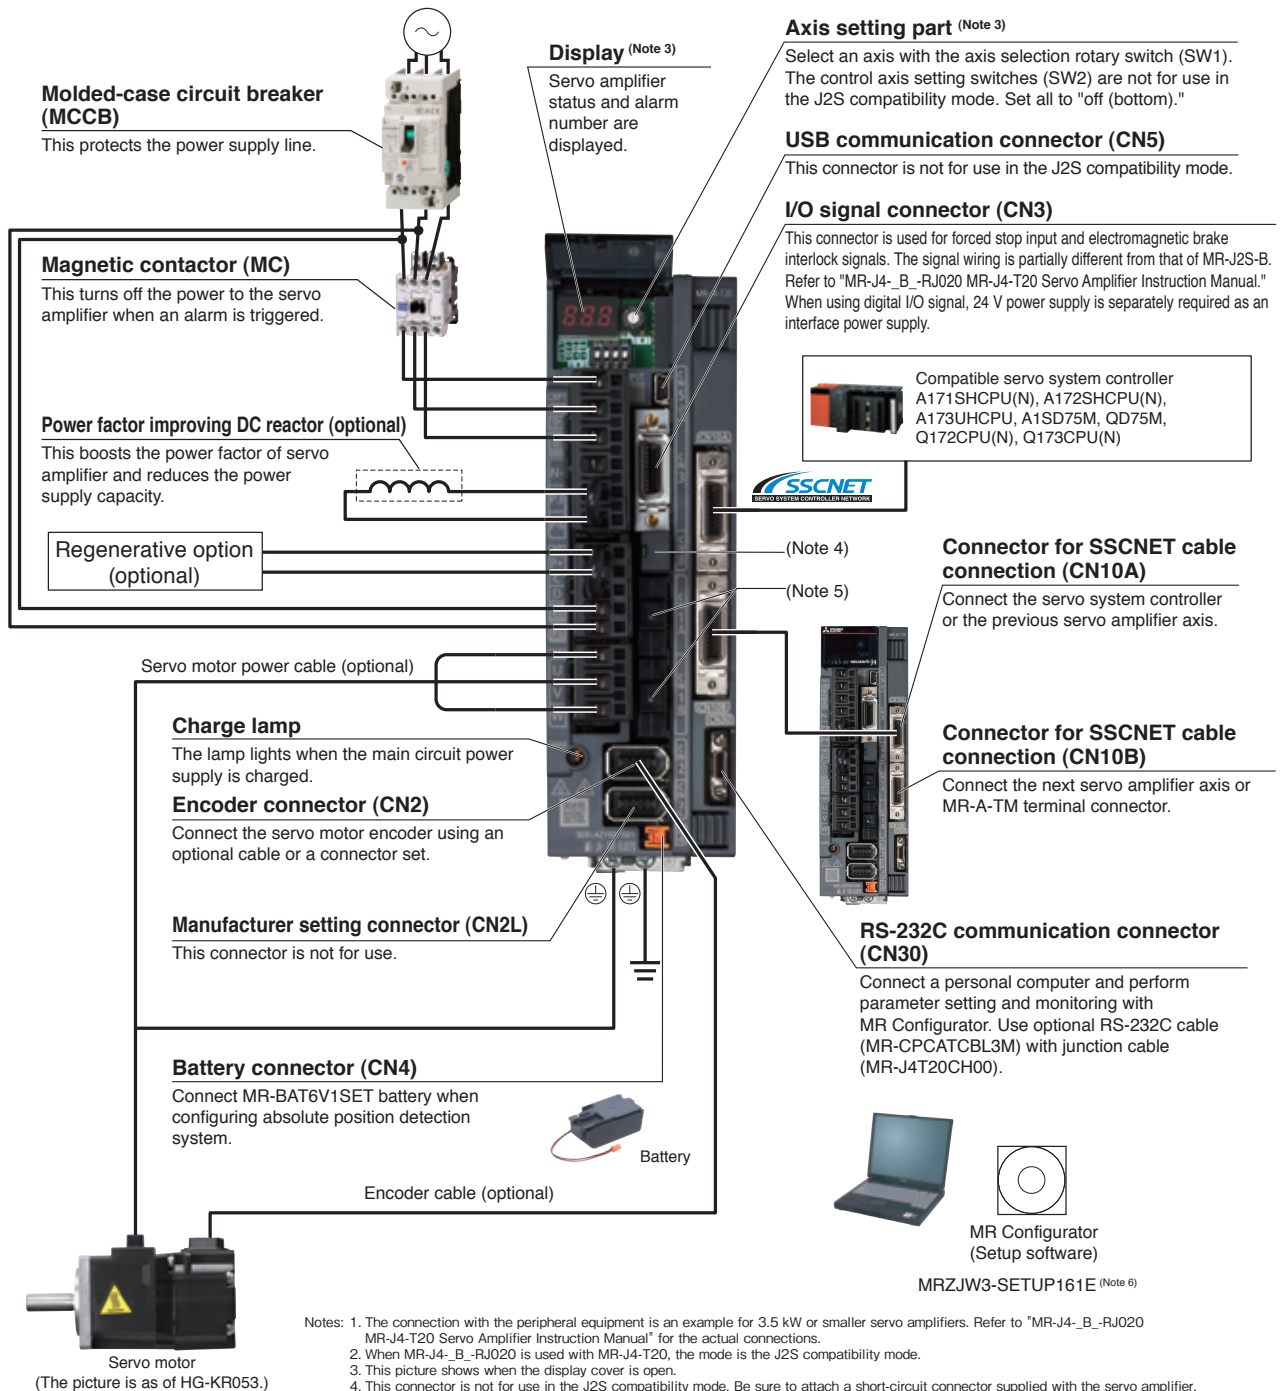 Molded-case circuit breaker
(MCCB)
This protects the power supply line.
Magnetic contactor (MC)
This turns off the power to the servo
amplifier when an alarm is triggered.
Power factor improving DC reactor (optional)
This boosts the power factor of servo
amplifier and reduces the power
supply capacity.
Regenerative option
(optional)
Servo motor power cable (optional)
Charge lamp
The lamp lights when the main circuit power
supply is charged.
Encoder connector (CN2)
Connect the servo motor encoder using an
optional cable or a connector set.
Manufacturer setting connector (CN2L)
This connector is not for use.
Battery connector (CN4)
Connect MR-BAT6V1SET battery when
configuring absolute position detection
system.
Battery
Encoder cable (optional)
Servo motor
(The picture is as of HG-KR053.)
Display (Note 3)
Servo amplifier
status and alarm
number are
displayed.
Axis setting part (Note 3)
Select an axis with the axis selection rotary switch (SW1).
The control axis setting switches (SW2) are not for use in
the J2S compatibility mode. Set all to "off (bottom)."
USB communication connector (CN5)
This connector is not for use in the J2S compatibility mode.
I/O signal connector (CN3)
This connector is used for forced stop input and electromagnetic brake
interlock signals. The signal wiring is partially different from that of MR-J2S-B.
Refer to "MR-J4-_B_-RJ020 MR-J4-T20 Servo Amplifier Instruction Manual."
When using digital I/O signal, 24 V power supply is separately required as an
interface power supply.
Compatible servo system controller
A171SHCPU(N), A172SHCPU(N),
A173UHCPU, A1SD75M, QD75M,
Q172CPU(N), Q173CPU(N)
SSCNET
SERVO SYSTEM CONTROLLER NETWORK
(Note 4)
(Note 5)
Connector for SSCNET cable
connection (CN10A)
Connect the servo system controller
or the previous servo amplifier axis.
Connector for SSCNET cable
connection (CN10B)
Connect the next servo amplifier axis or
MR-A-TM terminal connector.
RS-232C communication connector
(CN30)
Connect a personal computer and perform
parameter setting and monitoring with
MR Configurator. Use optional RS-232C cable
(MR-CPCATCBL3M) with junction cable
(MR-J4T20CH00).
MR Configurator
(Setup software)
MRZJW3-SETUP161E (Note 6)
Notes: 1. The connection with the peripheral equipment is an example for 3.5 kW or smaller servo amplifiers. Refer to "MR-J4-_B_-RJ020
MR-J4-T20 Servo Amplifier Instruction Manual" for the actual connections.
2. When MR-J4-_B_-RJ020 is used with MR-J4-T20, the mode is the J2S compatibility mode.
3. This picture shows when the display cover is open.
4. This connector is not for use in the J2S compatibility mode. Be sure to attach a short-circuit connector supplied with the servo amplifier.